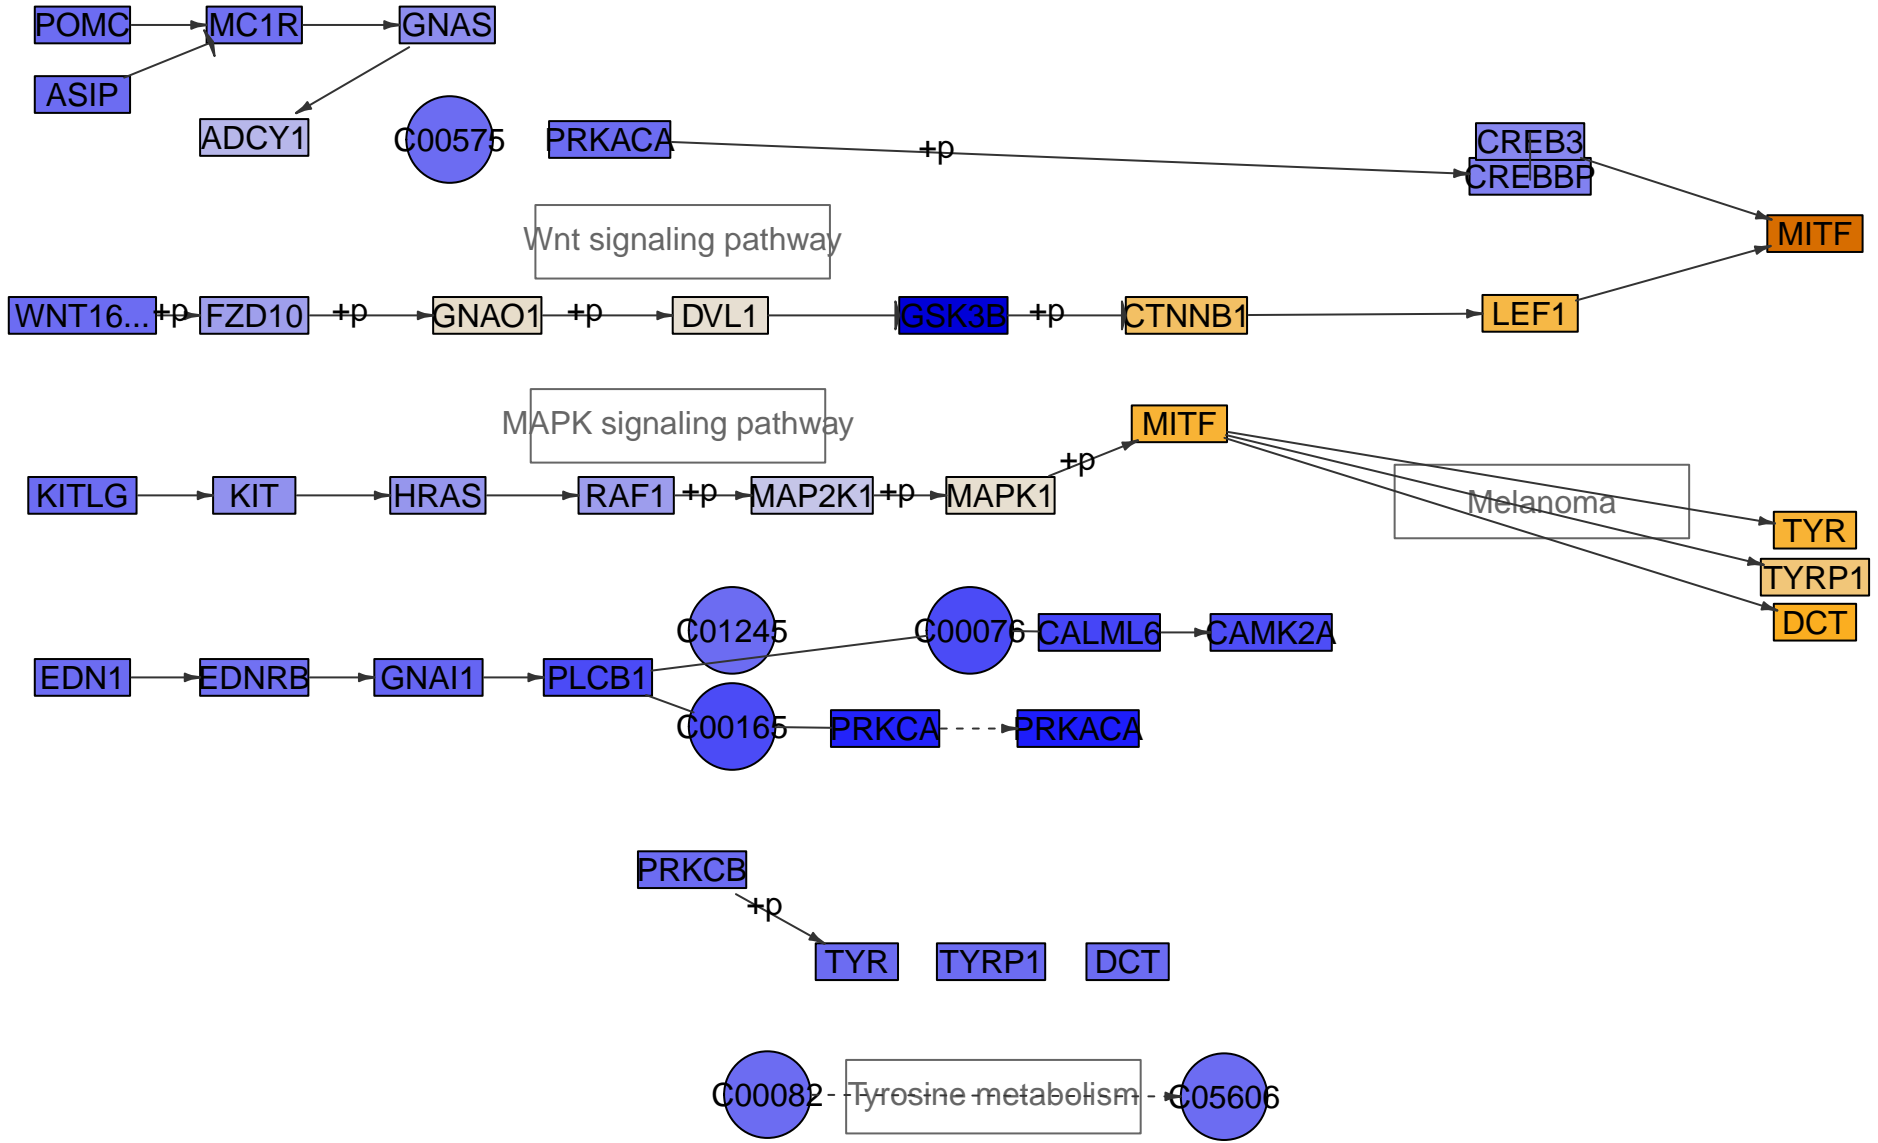 POMC
MC1R
GNAS
ASIP
ADCY1
C00575
PRKACA
+p
CREB3
CREBBP
Wnt signaling pathway
MITF
WNT16...
+p
FZD10
+p
GNAO1
+p
DVL1
GSK3B
+p
CTNNB1
LEF1
MAPK signaling pathway
MITF
+p
KITLG
KIT
HRAS
RAF1
+p
MAP2K1
+p
MAPK1
Melanoma
TYR
TYRP1
DCT
C01245
C00076
CALML6
CAMK2A
EDN1
EDNRB
GNAI1
PLCB1
C00165
PRKCA
PRKACA
PRKCB
+p
TYR
TYRP1
DCT
C00082
Tyrosine metabolism
C05606